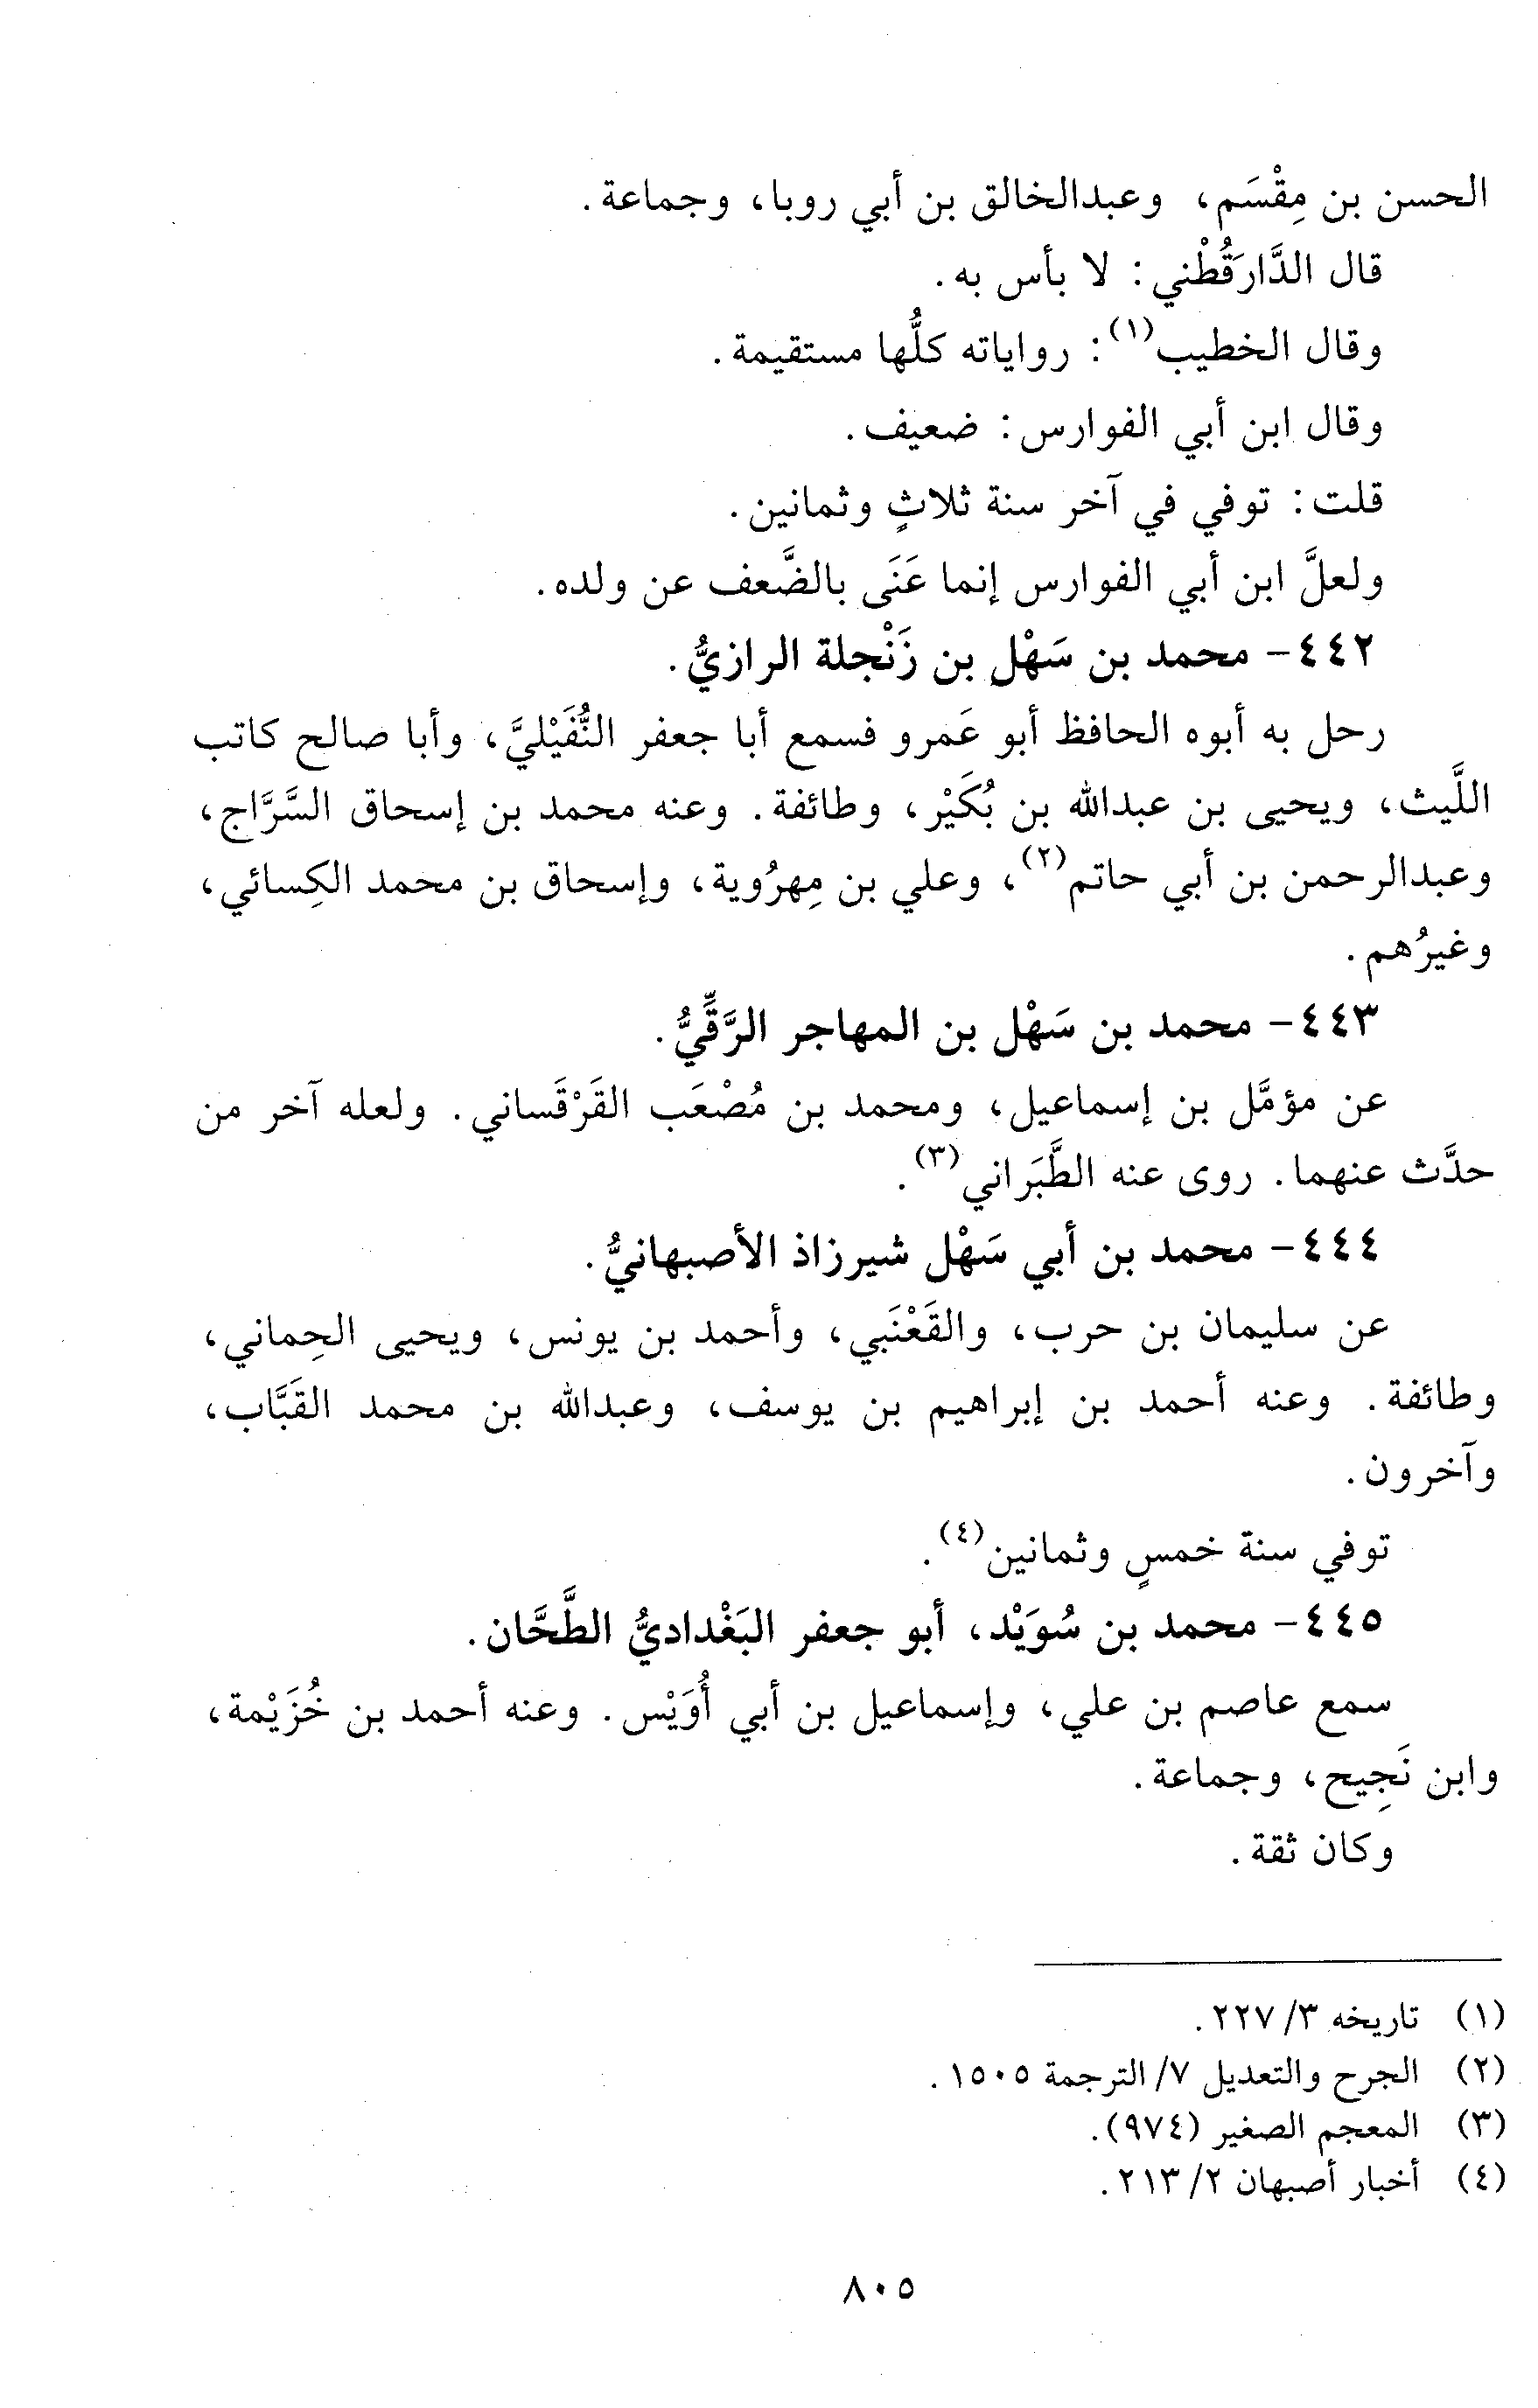 الحسن بن مِقْسَم، وعبدالخالق بن أبي روبا، وجماعة.
قال الدَّارَقُطْني: لا بأس به.
وقال الخطيب(١): رواياته كلُّها مستقيمة.
وقال ابن أبي الفوارس: ضعيف.
قلت: توفي في آخر سنة ثلاثٍ وثمانين.
ولعلَّ ابن أبي الفوارس إنما عَنَى بالضَّعف عن ولده.
٤٤٢- محمد بن سَهْل بن زَنْجلة الرازيُّ.
رحل به أبوه الحافظ أبو عَمرو فسمع أبا جعفر النُّفَيْليَّ، وأبا صالح كاتب
اللَّيث، ويحيى بن عبدالله بن بُكَيْر، وطائفة. وعنه محمد بن إسحاق السَّرَّاج،
وعبدالرحمن بن أبي حاتم(٢)، وعلي بن مِهرُوية، وإسحاق بن محمد الكِسائي،
وغيرُهم.
٤٤٣- محمد بن سَهْل بن المهاجر الرَّقِّيُّ.
عن مؤمَّل بن إسماعيل، ومحمد بن مُصْعَب القَرْقَساني. ولعله آخر من
حدَّث عنهما. روى عنه الطَّبَراني(٣).
٤٤٤- محمد بن أبي سَهْل شيرزاذ الأصبهانيُّ.
عن سليمان بن حرب، والقَعْنَبي، وأحمد بن يونس، ويحيى الحِماني،
وطائفة. وعنه أحمد بن إبراهيم بن يوسف، وعبدالله بن محمد القَبَّاب،
وآخرون.
توفي سنة خمسٍ وثمانين(٤).
٤٤٥- محمد بن سُوَيْد، أبو جعفر البَغْداديُّ الطَّحَّان.
سمع عاصم بن علي، وإسماعيل بن أبي أُوَيْس. وعنه أحمد بن خُزَيْمة،
وابن نَجِيح، وجماعة.
وكان ثقة.
(١) تاريخه ٣/ ٢٢٧.
(٢) الجرح والتعديل ٧/ الترجمة ١٥٠٥.
(٣) المعجم الصغير (٩٧٤).
(٤) أخبار أصبهان ٢/ ٢١٣.
٨٠٥